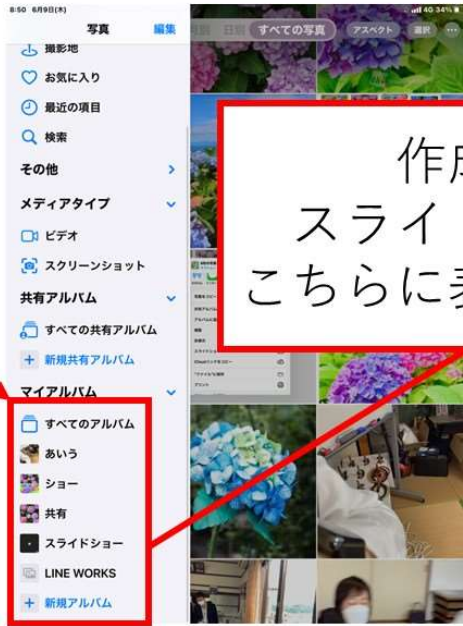 8:50 6月9日(木)
4G 34%
写真
編集
日別
すべての写真
アスペクト
選択
撮影地
お気に入り
最近の項目
検索
その他
メディアタイプ
ビデオ
スクリーンショット
共有アルバム
すべての共有アルバム
新規共有アルバム
マイアルバム
すべてのアルバム
あいう
ショー
共有
スライドショー
LINE WORKS
新規アルバム
作成
スライ
こちらに表